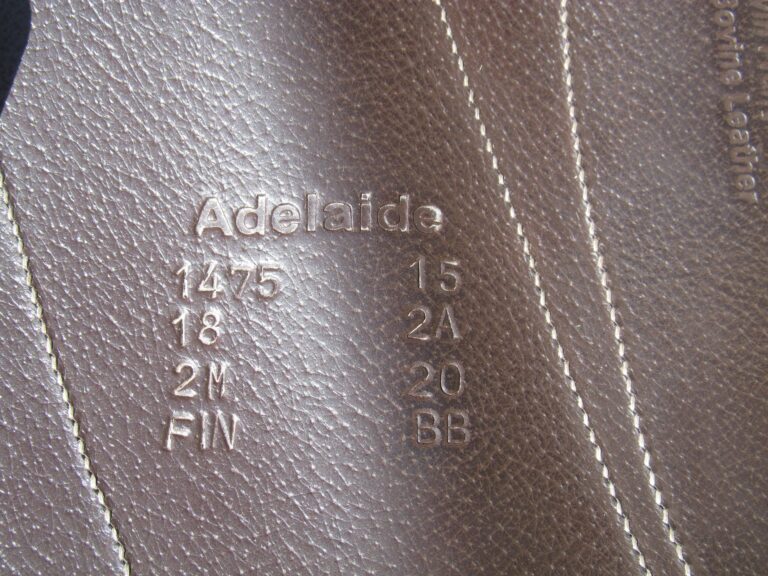 Adelaide
1475 15
18 2A
2M 20
FIN BB
Bovine Leather